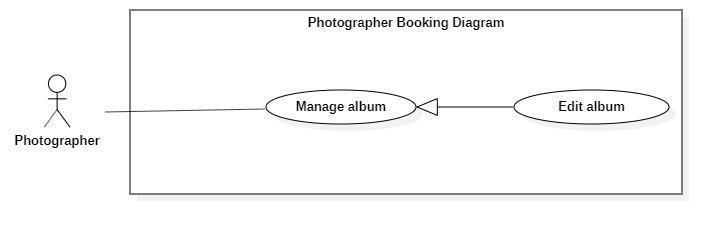 Photographer Booking Diagram
Manage album
Edit album
Photographer